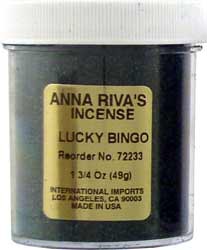 ANNA RIVA'S
INCENSE
LUCKY BINGO
Reorder No. 72233
1 3/4 Oz (49g)
INTERNATIONAL IMPORTS
LOS ANGELES, CA 90003
MADE IN USA